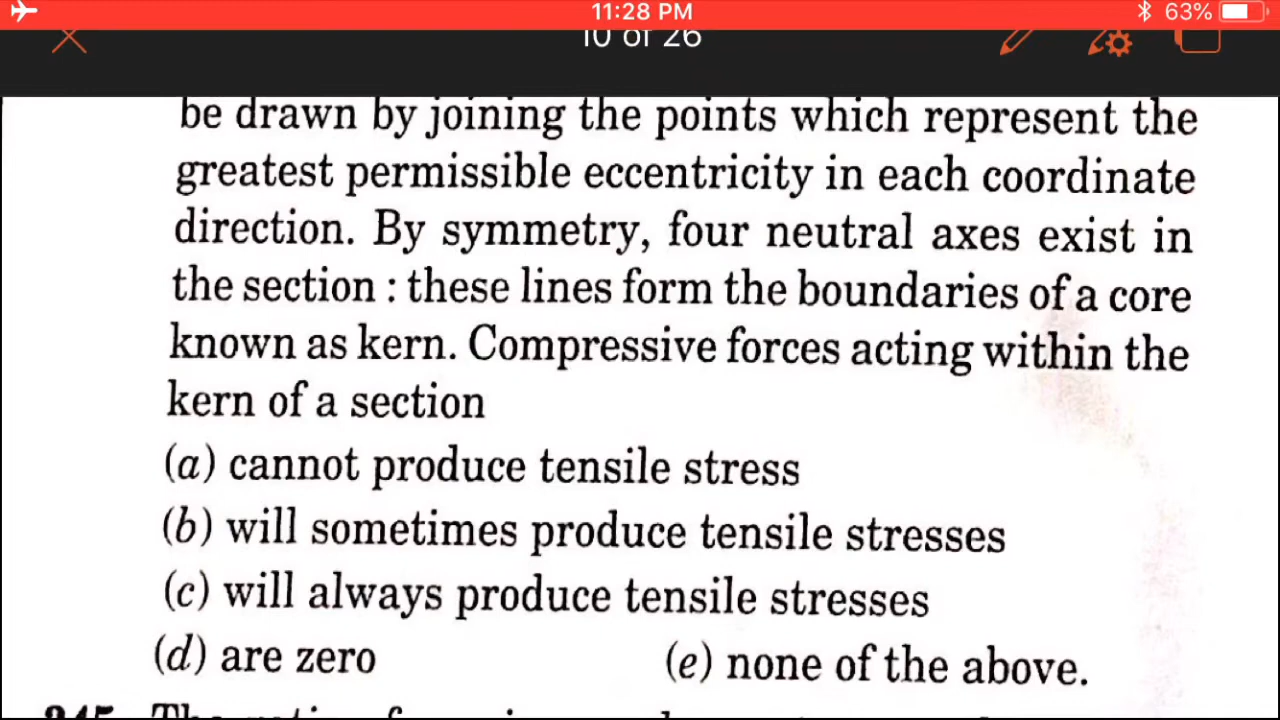 11:28 PM 63%
10 of 26
be drawn by joining the points which represent the
greatest permissible eccentricity in each coordinate
direction. By symmetry, four neutral axes exist in
the section : these lines form the boundaries of a core
known as kern. Compressive forces acting within the
kern of a section
(a) cannot produce tensile stress
(b) will sometimes produce tensile stresses
(c) will always produce tensile stresses
(d) are zero (e) none of the above.